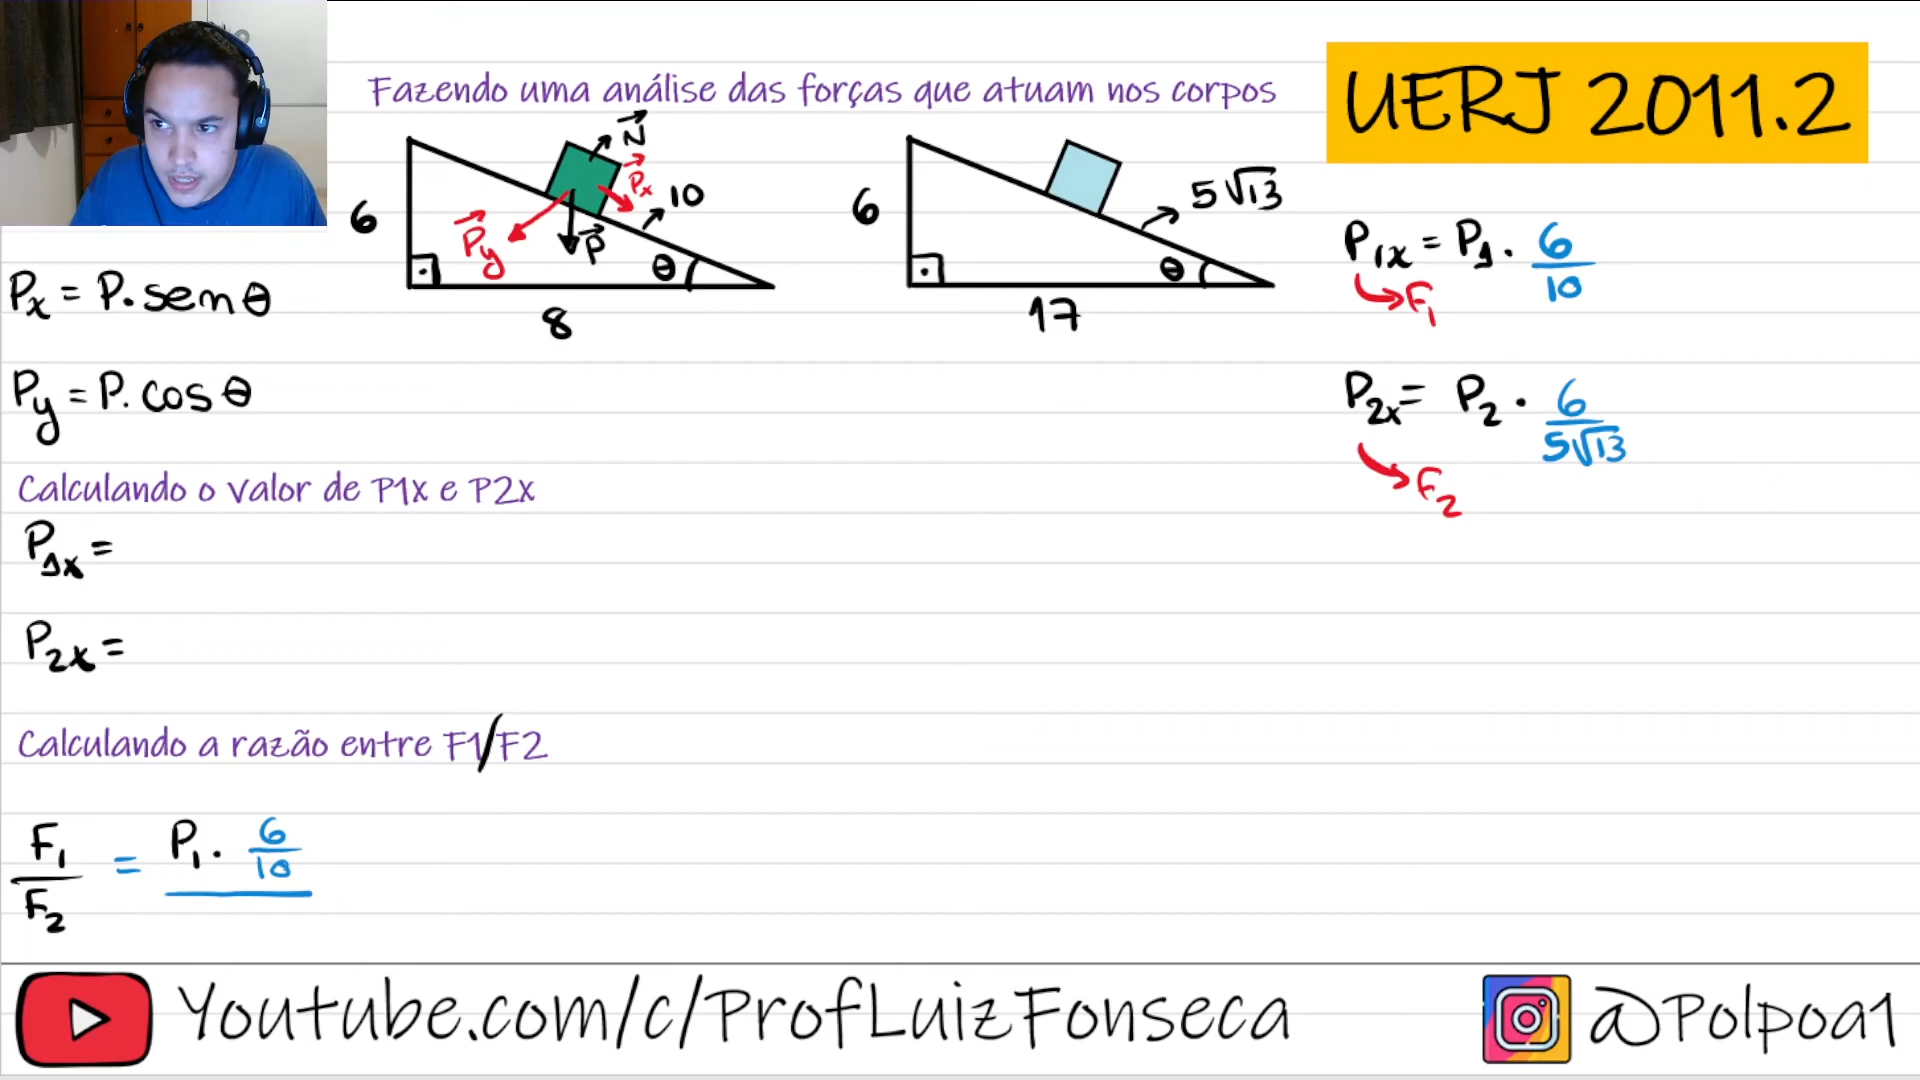 Fazendo uma análise das forças que atuam nos corpos
UERJ 2011.2
6
N
Px
10
Py
P
θ
8
6
5√13
θ
17
P1x = P1 . 6/10
F1
P2x = P2 . 6/5√13
F2
Px = P. sen θ
Py = P. cos θ
Calculando o valor de P1x e P2x
P1x =
P2x =
Calculando a razão entre F1/F2
F1/F2 = P1 . 6/10
Youtube.com/c/ProfLuizFonseca
@Polpoa1